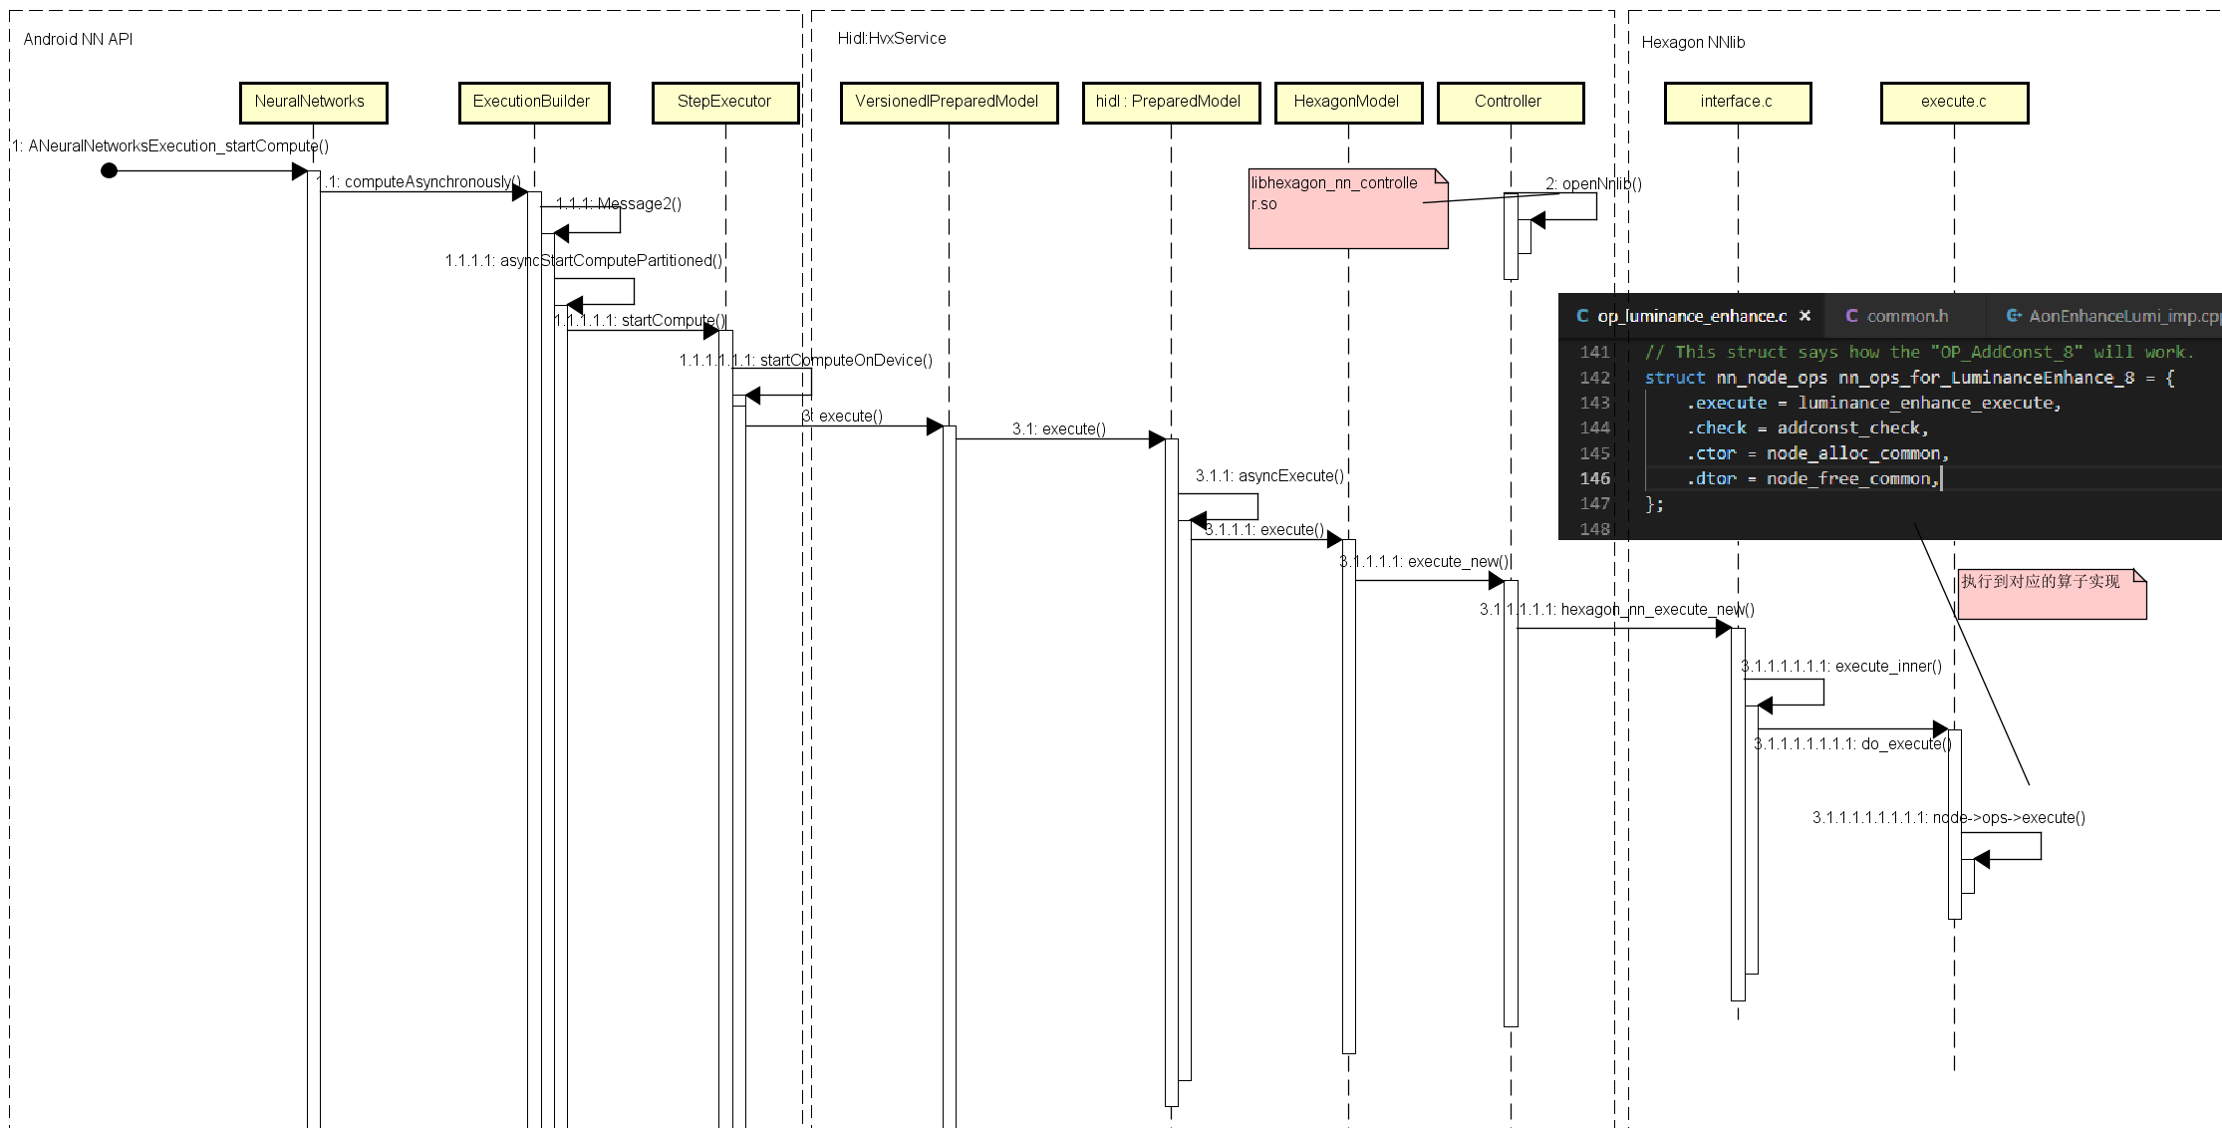 Android NN API
Hidl:HvxService
Hexagon NNlib
NeuralNetworks
ExecutionBuilder
StepExecutor
VersionedIPreparedModel
hidl : PreparedModel
HexagonModel
Controller
interface.c
execute.c
1: ANeuralNetworksExecution_startCompute()
1.1: computeAsynchronously()
1.1.1: Message2()
1.1.1.1: asyncStartComputePartitioned()
1.1.1.1.1: startCompute()
1.1.1.1.1.1: startComputeOnDevice()
libhexagon_nn_controlle
r.so
2: openNnlib()
3: execute()
3.1: execute()
3.1.1: asyncExecute()
3.1.1.1: execute()
3.1.1.1.1: execute_new()
3.1.1.1.1.1: hexagon_nn_execute_new()
3.1.1.1.1.1.1: execute_inner()
3.1.1.1.1.1.1.1: do_execute()
3.1.1.1.1.1.1.1.1: node->ops->execute()
C op_luminance_enhance.c × C common.h C+ AonEnhanceLumi_imp.cpp
141 // This struct says how the "OP_AddConst_8" will work.
142 struct nn_node_ops nn_ops_for_LuminanceEnhance_8 = {
143 .execute = luminance_enhance_execute,
144 .check = addconst_check,
145 .ctor = node_alloc_common,
146 .dtor = node_free_common,
147 };
148
执行到对应的算子实现